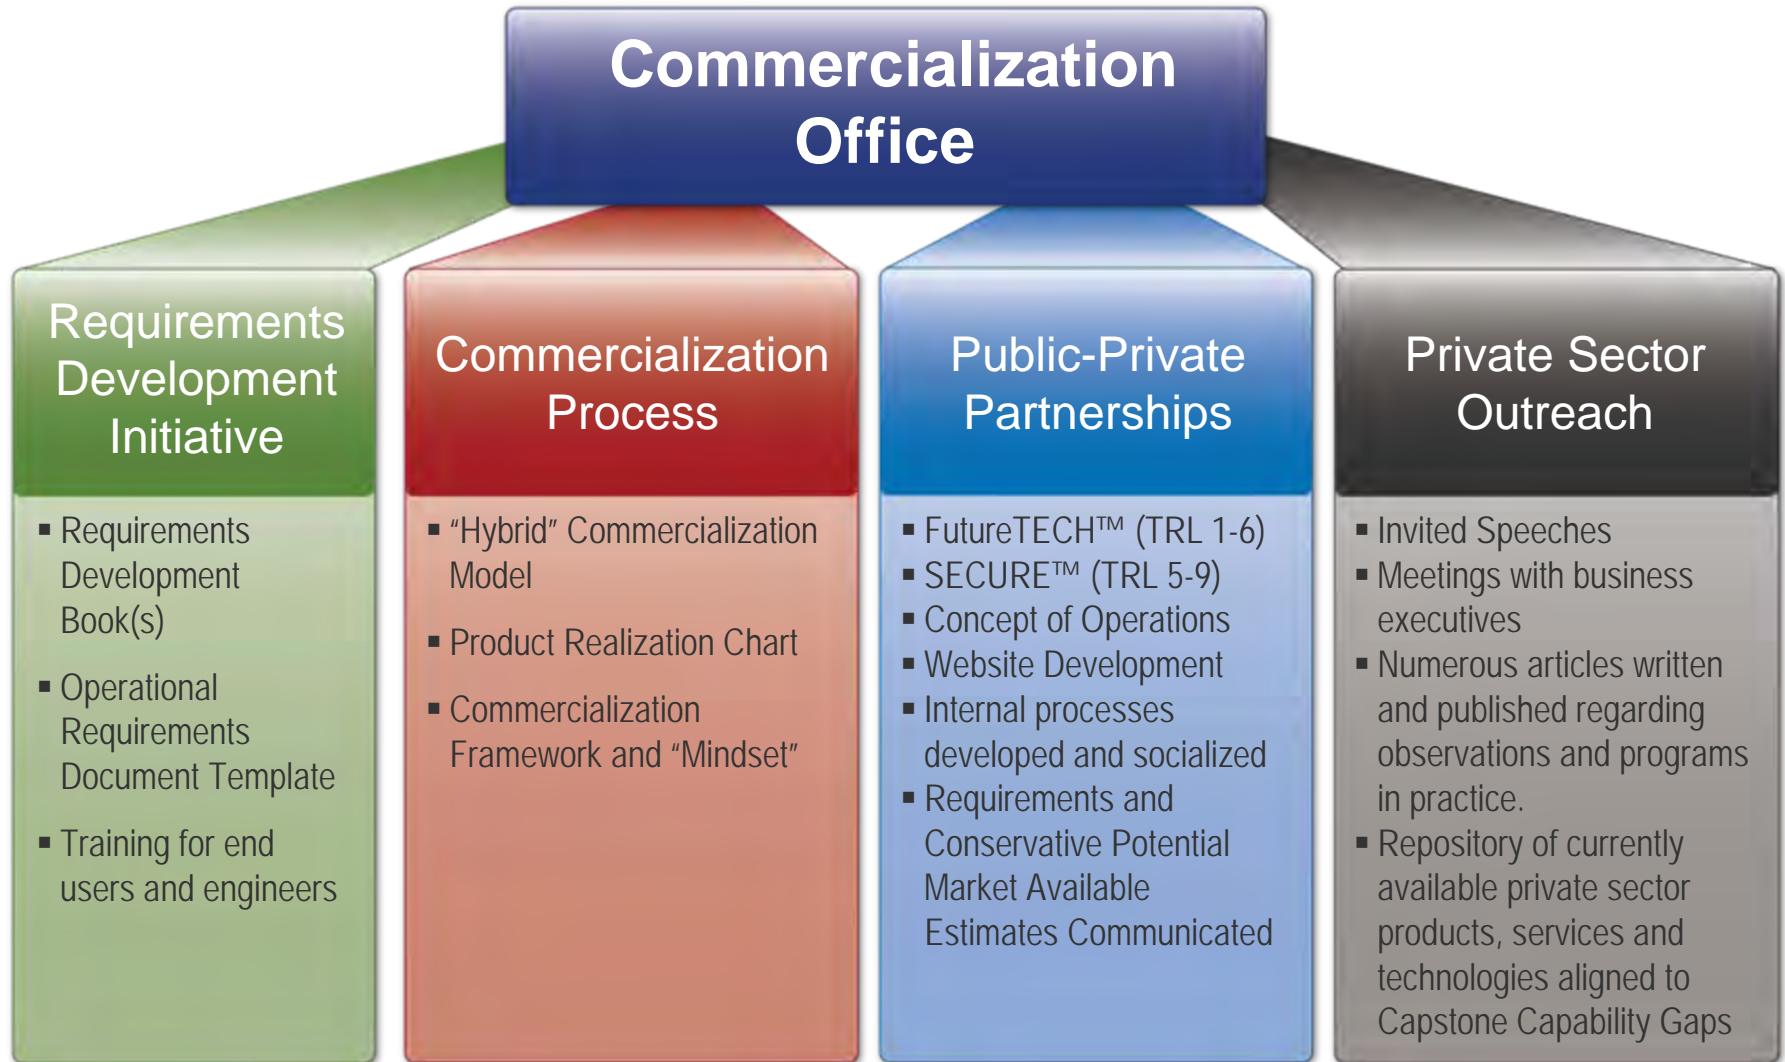 Commercialization
Office
Requirements
Development
Initiative
▪ Requirements
Development
Book(s)
▪ Operational
Requirements
Document Template
▪ Training for end
users and engineers
Commercialization
Process
▪ “Hybrid” Commercialization
Model
▪ Product Realization Chart
▪ Commercialization
Framework and “Mindset”
Public-Private
Partnerships
▪ FutureTECH™ (TRL 1-6)
▪ SECURE™ (TRL 5-9)
▪ Concept of Operations
▪ Website Development
▪ Internal processes
developed and socialized
▪ Requirements and
Conservative Potential
Market Available
Estimates Communicated
Private Sector
Outreach
▪ Invited Speeches
▪ Meetings with business
executives
▪ Numerous articles written
and published regarding
observations and programs
in practice.
▪ Repository of currently
available private sector
products, services and
technologies aligned to
Capstone Capability Gaps